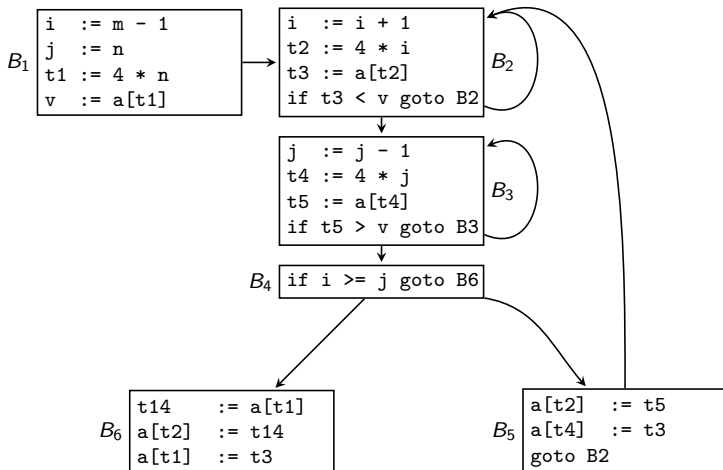 B1
i  := m - 1
j  := n
t1 := 4 * n
v  := a[t1]
B2
i  := i + 1
t2 := 4 * i
t3 := a[t2]
if t3 < v goto B2
B3
j  := j - 1
t4 := 4 * j
t5 := a[t4]
if t5 > v goto B3
B4
if i >= j goto B6
B6
t14    := a[t1]
a[t2]  := t14
a[t1]  := t3
B5
a[t2]  := t5
a[t4]  := t3
goto B2